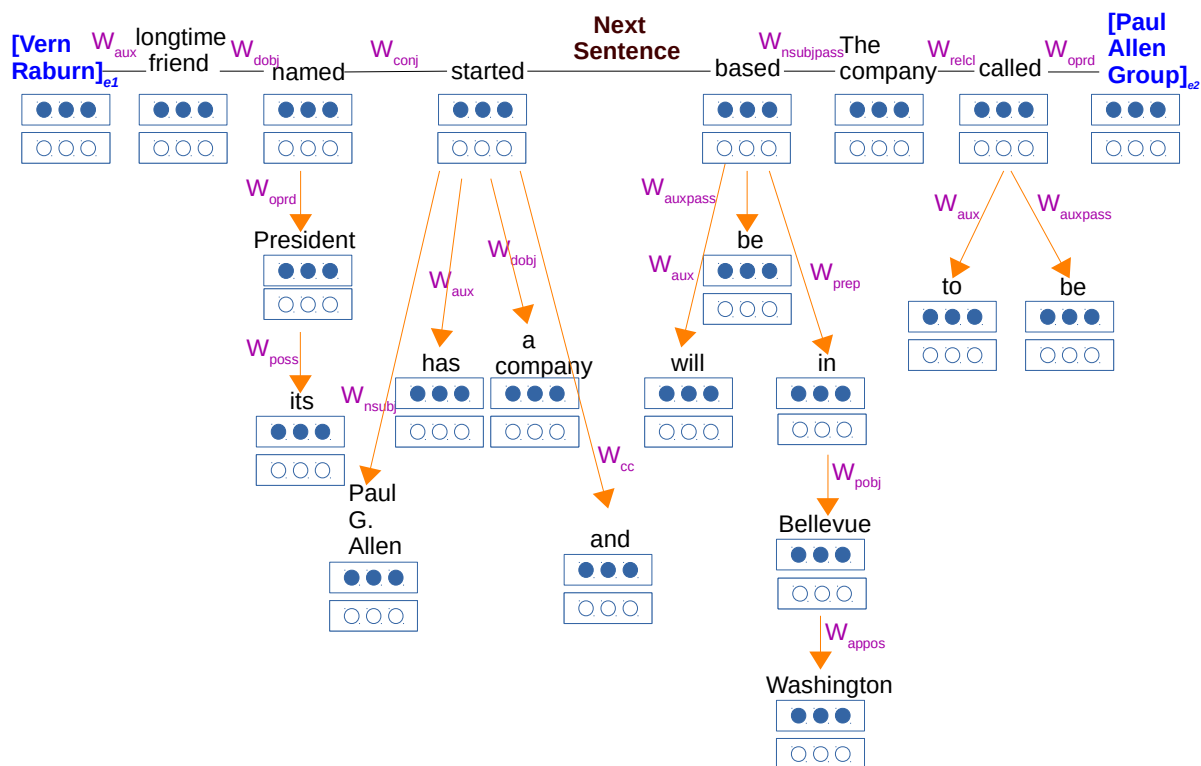 [Vern
Raburn]e1
Waux
longtime
friend
Wdobj
named
Wconj
started
Next
Sentence
based
Wnsubjpass
The
company
Wrelcl
called
Woprd
[Paul
Allen
Group]e2
Woprd
President
Wposs
its
Wnsubj
Paul
G.
Allen
Waux
has
Wdobj
a
company
Wcc
and
Wauxpass
be
Waux
will
Wprep
in
Wpobj
Bellevue
Wappos
Washington
Waux
to
Wauxpass
be